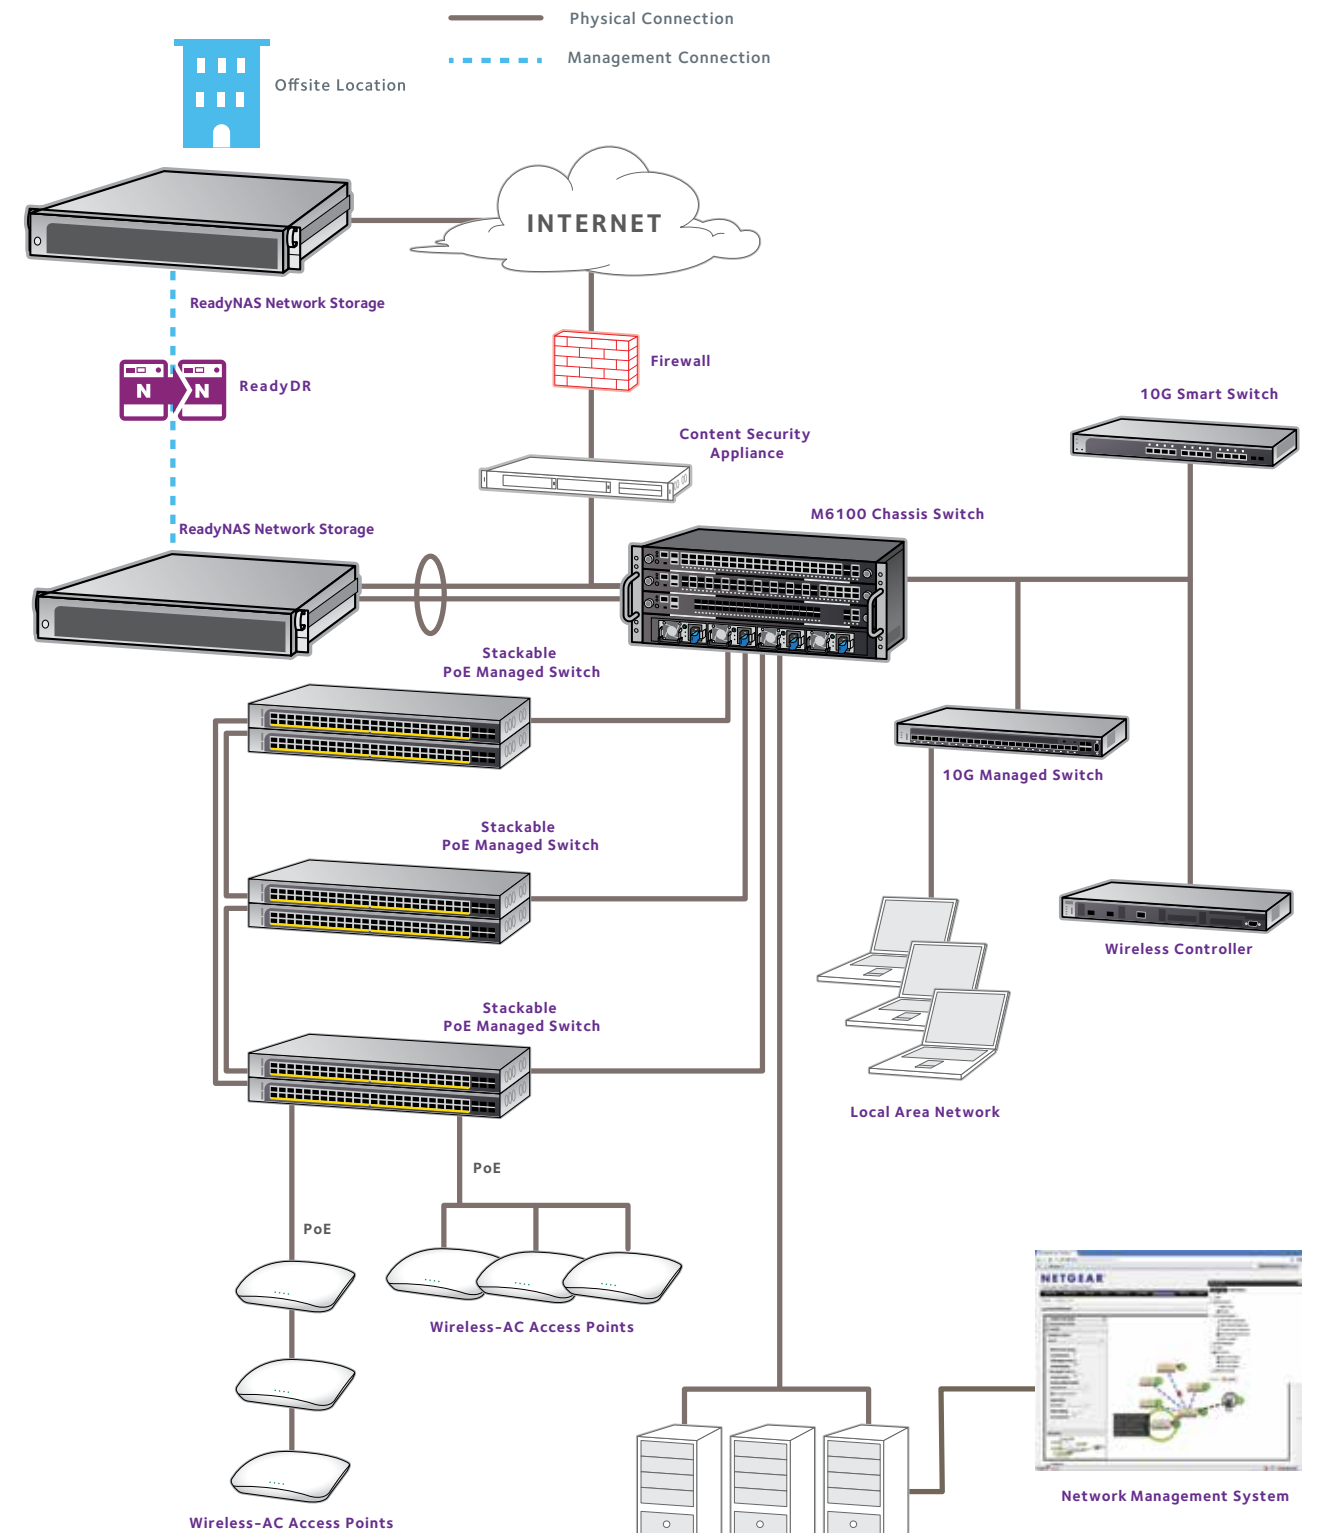 Physical Connection
Management Connection
Offsite Location
INTERNET
ReadyNAS Network Storage
Firewall
N N
ReadyDR
10G Smart Switch
Content Security
Appliance
M6100 Chassis Switch
ReadyNAS Network Storage
Stackable
PoE Managed Switch
10G Managed Switch
Stackable
PoE Managed Switch
Wireless Controller
Stackable
PoE Managed Switch
Local Area Network
PoE
PoE
NETGEAR
Wireless-AC Access Points
Network Management System
Wireless-AC Access Points